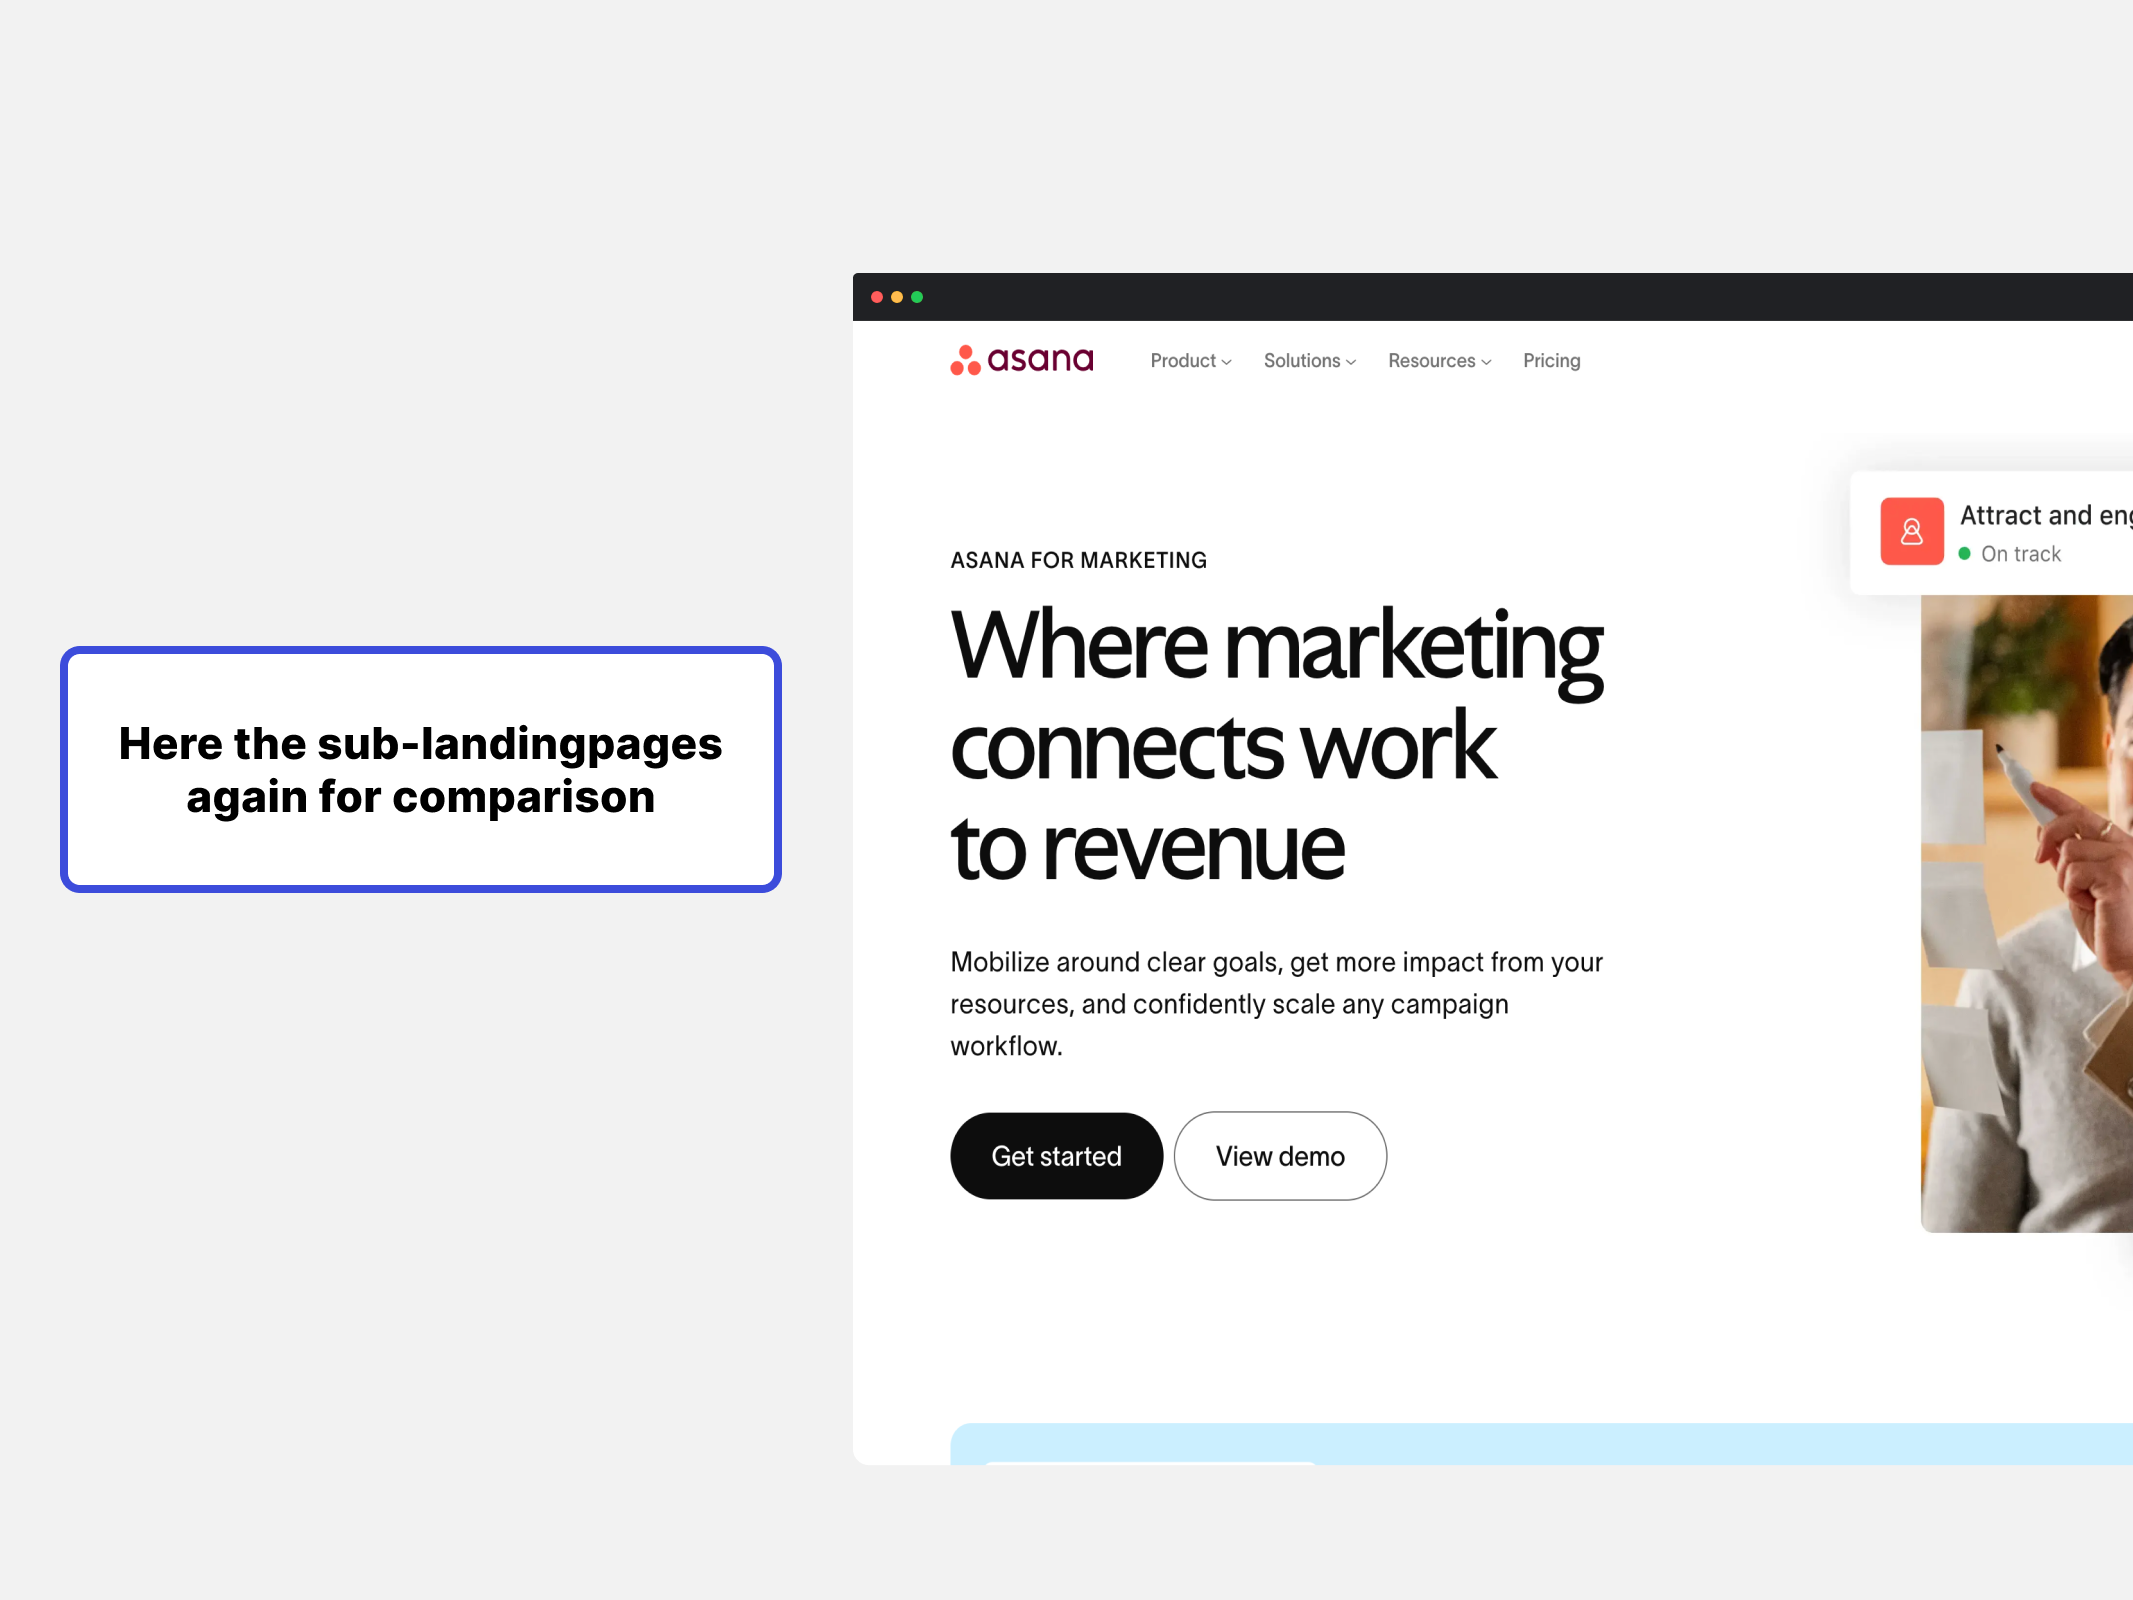 Here the sub-landingpages
again for comparison
asana
Product
Solutions
Resources
Pricing
ASANA FOR MARKETING
Where marketing
connects work
to revenue
Mobilize around clear goals, get more impact from your
resources, and confidently scale any campaign
workflow.
Get started
View demo
Attract and
On track